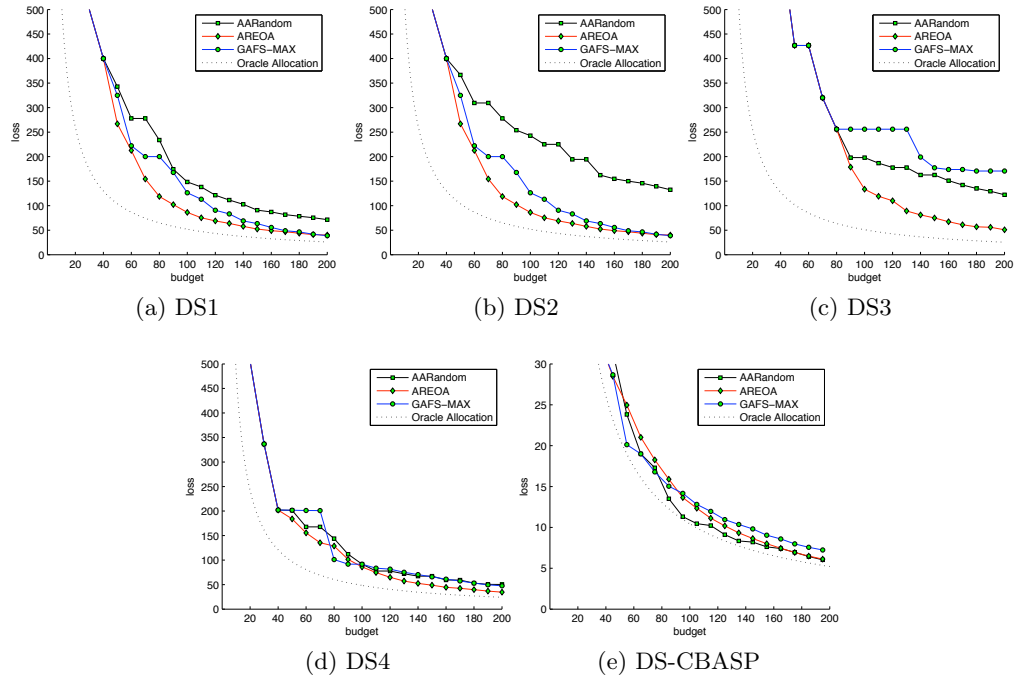 500
450
400
350
300
250
200
150
100
50
0
loss
20 40 60 80 100 120 140 160 180 200
budget
AARandom
AREOA
GAFS−MAX
Oracle Allocation
(a) DS1
500
450
400
350
300
250
200
150
100
50
0
loss
20 40 60 80 100 120 140 160 180 200
budget
AARandom
AREOA
GAFS−MAX
Oracle Allocation
(b) DS2
500
450
400
350
300
250
200
150
100
50
0
loss
20 40 60 80 100 120 140 160 180 200
budget
AARandom
AREOA
GAFS−MAX
Oracle Allocation
(c) DS3
500
450
400
350
300
250
200
150
100
50
0
loss
20 40 60 80 100 120 140 160 180 200
budget
AARandom
AREOA
GAFS−MAX
Oracle Allocation
(d) DS4
30
25
20
15
10
5
0
loss
20 40 60 80 100 120 140 160 180 200
budget
AARandom
AREOA
GAFS−MAX
Oracle Allocation
(e) DS-CBASP